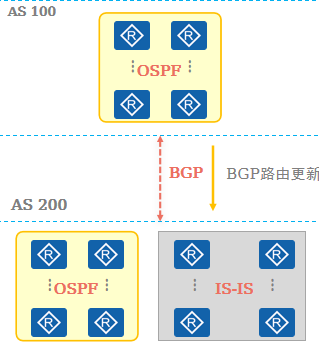 AS 100
R R
OSPF
R R
BGP
BGP路由更新
AS 200
R R R R
OSPF IS-IS
R R R R